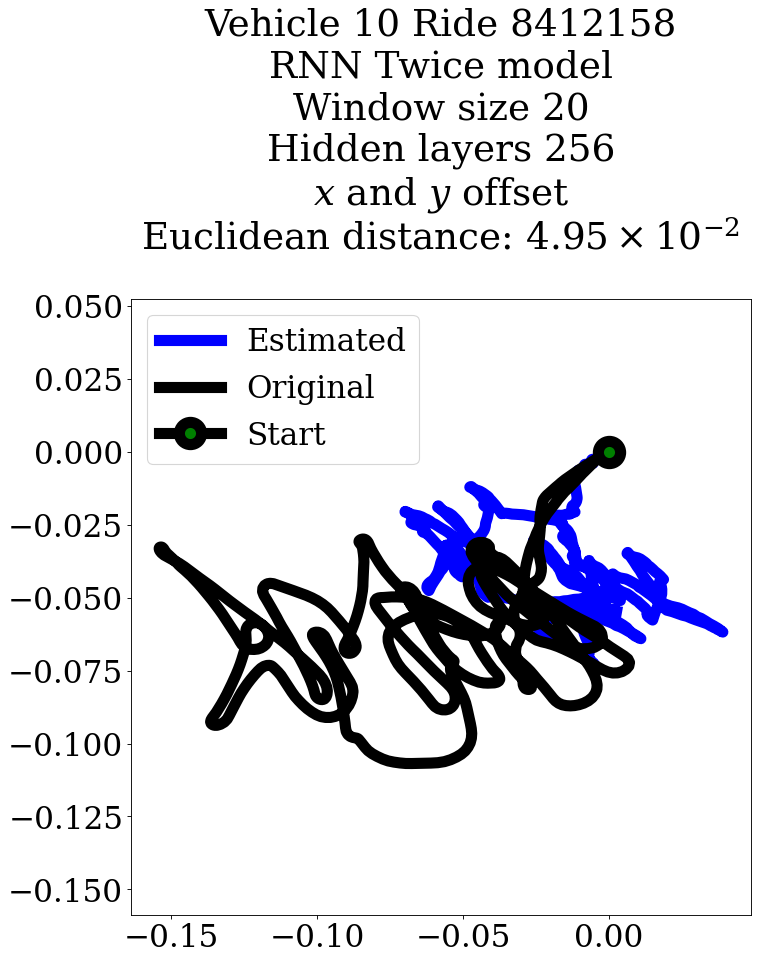 Vehicle 10 Ride 8412158
RNN Twice model
Window size 20
Hidden layers 256
x and y offset
Euclidean distance: 4.95 × 10⁻²
0.050
0.025
0.000
−0.025
−0.050
−0.075
−0.100
−0.125
−0.150
Estimated
Original
Start
−0.15
−0.10
−0.05
0.00